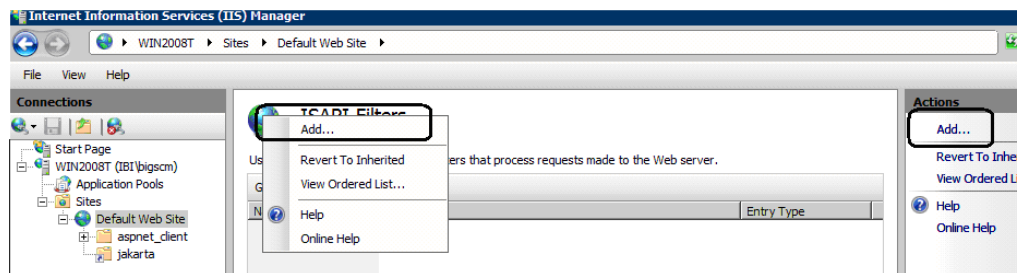 Internet Information Services (IIS) Manager
WIN2008T Sites Default Web Site
File View Help
Connections
Start Page
WIN2008T (IBI\bigscm)
Application Pools
Sites
Default Web Site
aspnet_client
jakarta
ISAPI Filters
Add...
Revert To Inherited
ers that process requests made to the Web server.
View Ordered List...
Help
Online Help
Entry Type
Actions
Add...
Revert To Inhe
View Ordered Li
Help
Online Help